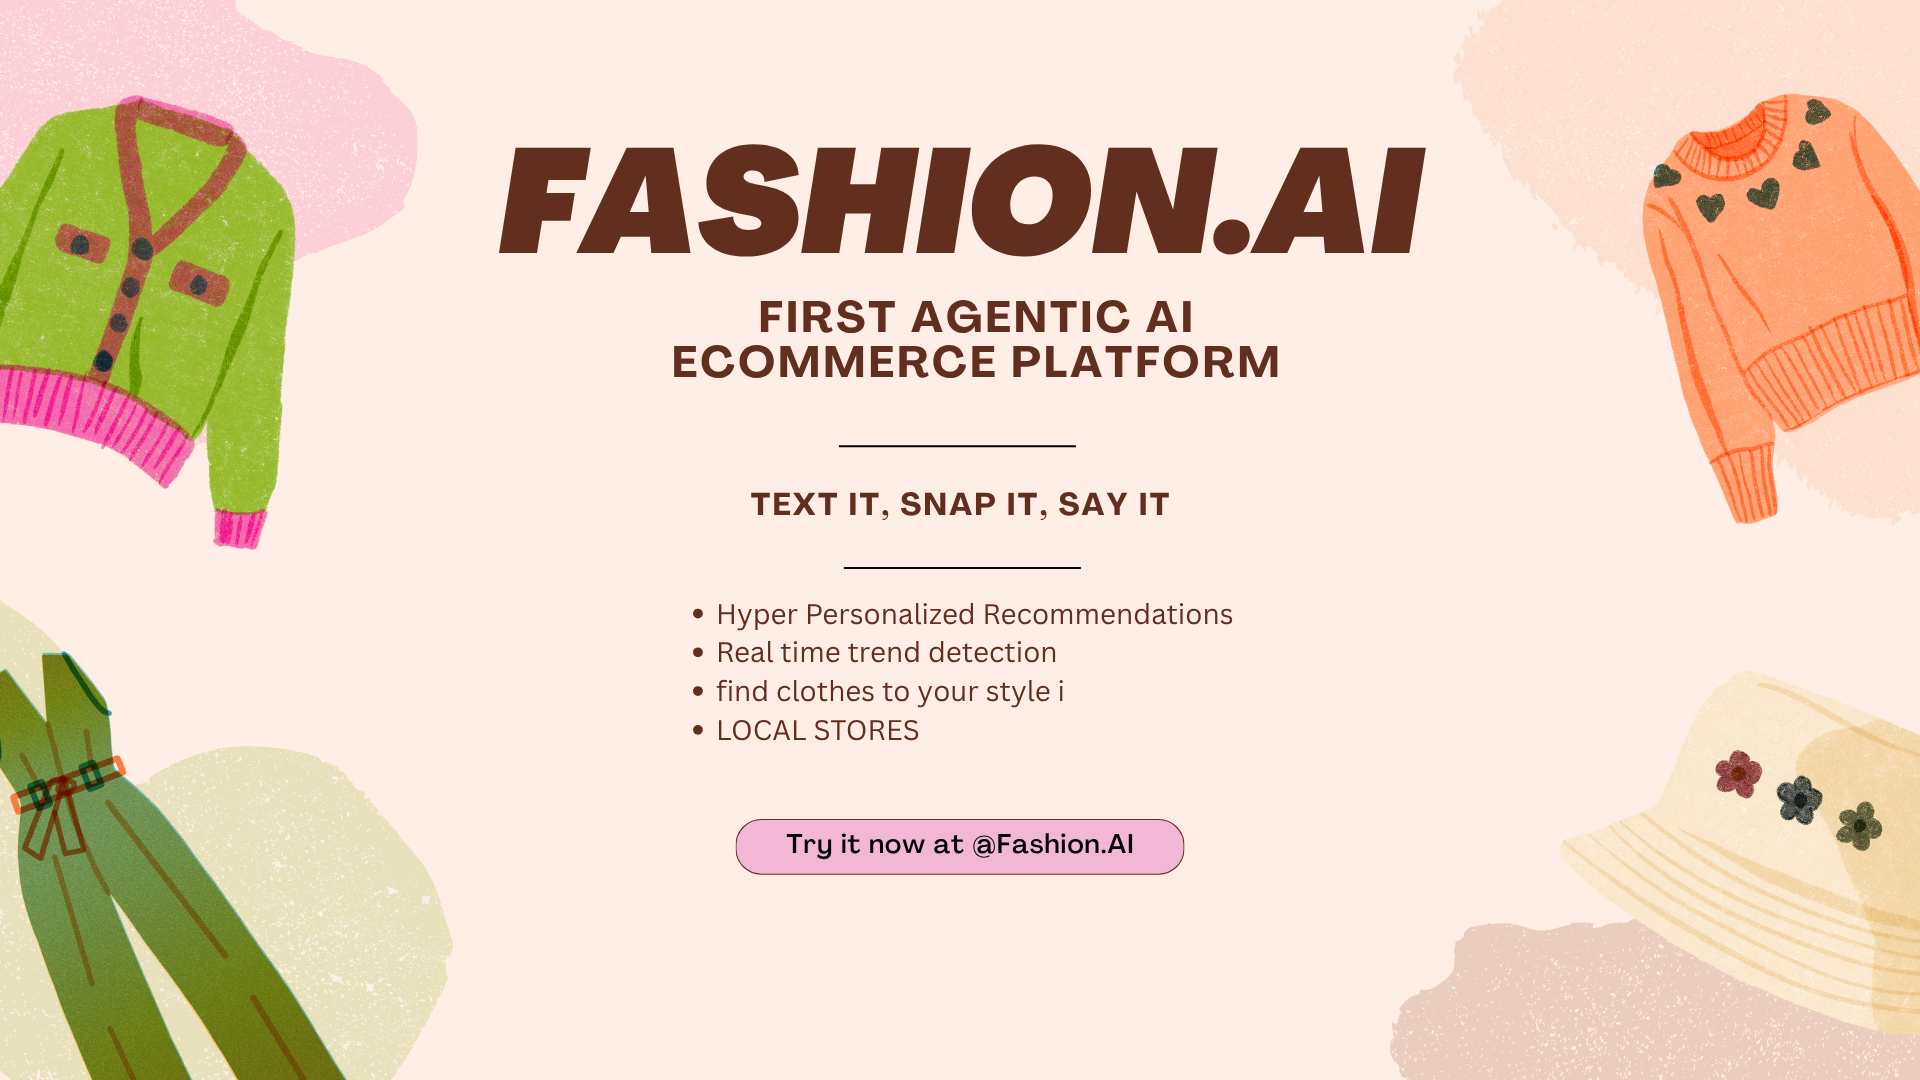 FASHION.AI
FIRST AGENTIC AI
ECOMMERCE PLATFORM
TEXT IT, SNAP IT, SAY IT
• Hyper Personalized Recommendations
• Real time trend detection
• find clothes to your style i
• LOCAL STORES
Try it now at @Fashion.AI